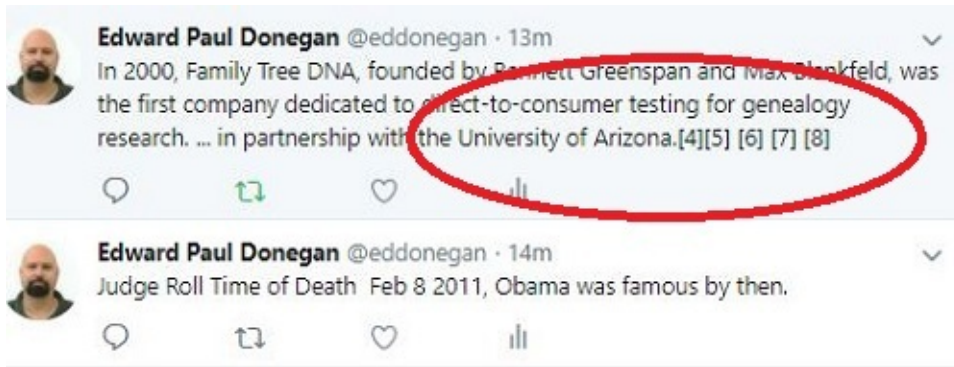 Edward Paul Donegan @eddonegan · 13m
In 2000, Family Tree DNA, founded by Bennett Greenspan and Max Blankfeld, was
the first company dedicated to direct-to-consumer testing for genealogy
research. ... in partnership with the University of Arizona.[4][5] [6] [7] [8]
Edward Paul Donegan @eddonegan · 14m
Judge Roll Time of Death  Feb 8 2011, Obama was famous by then.